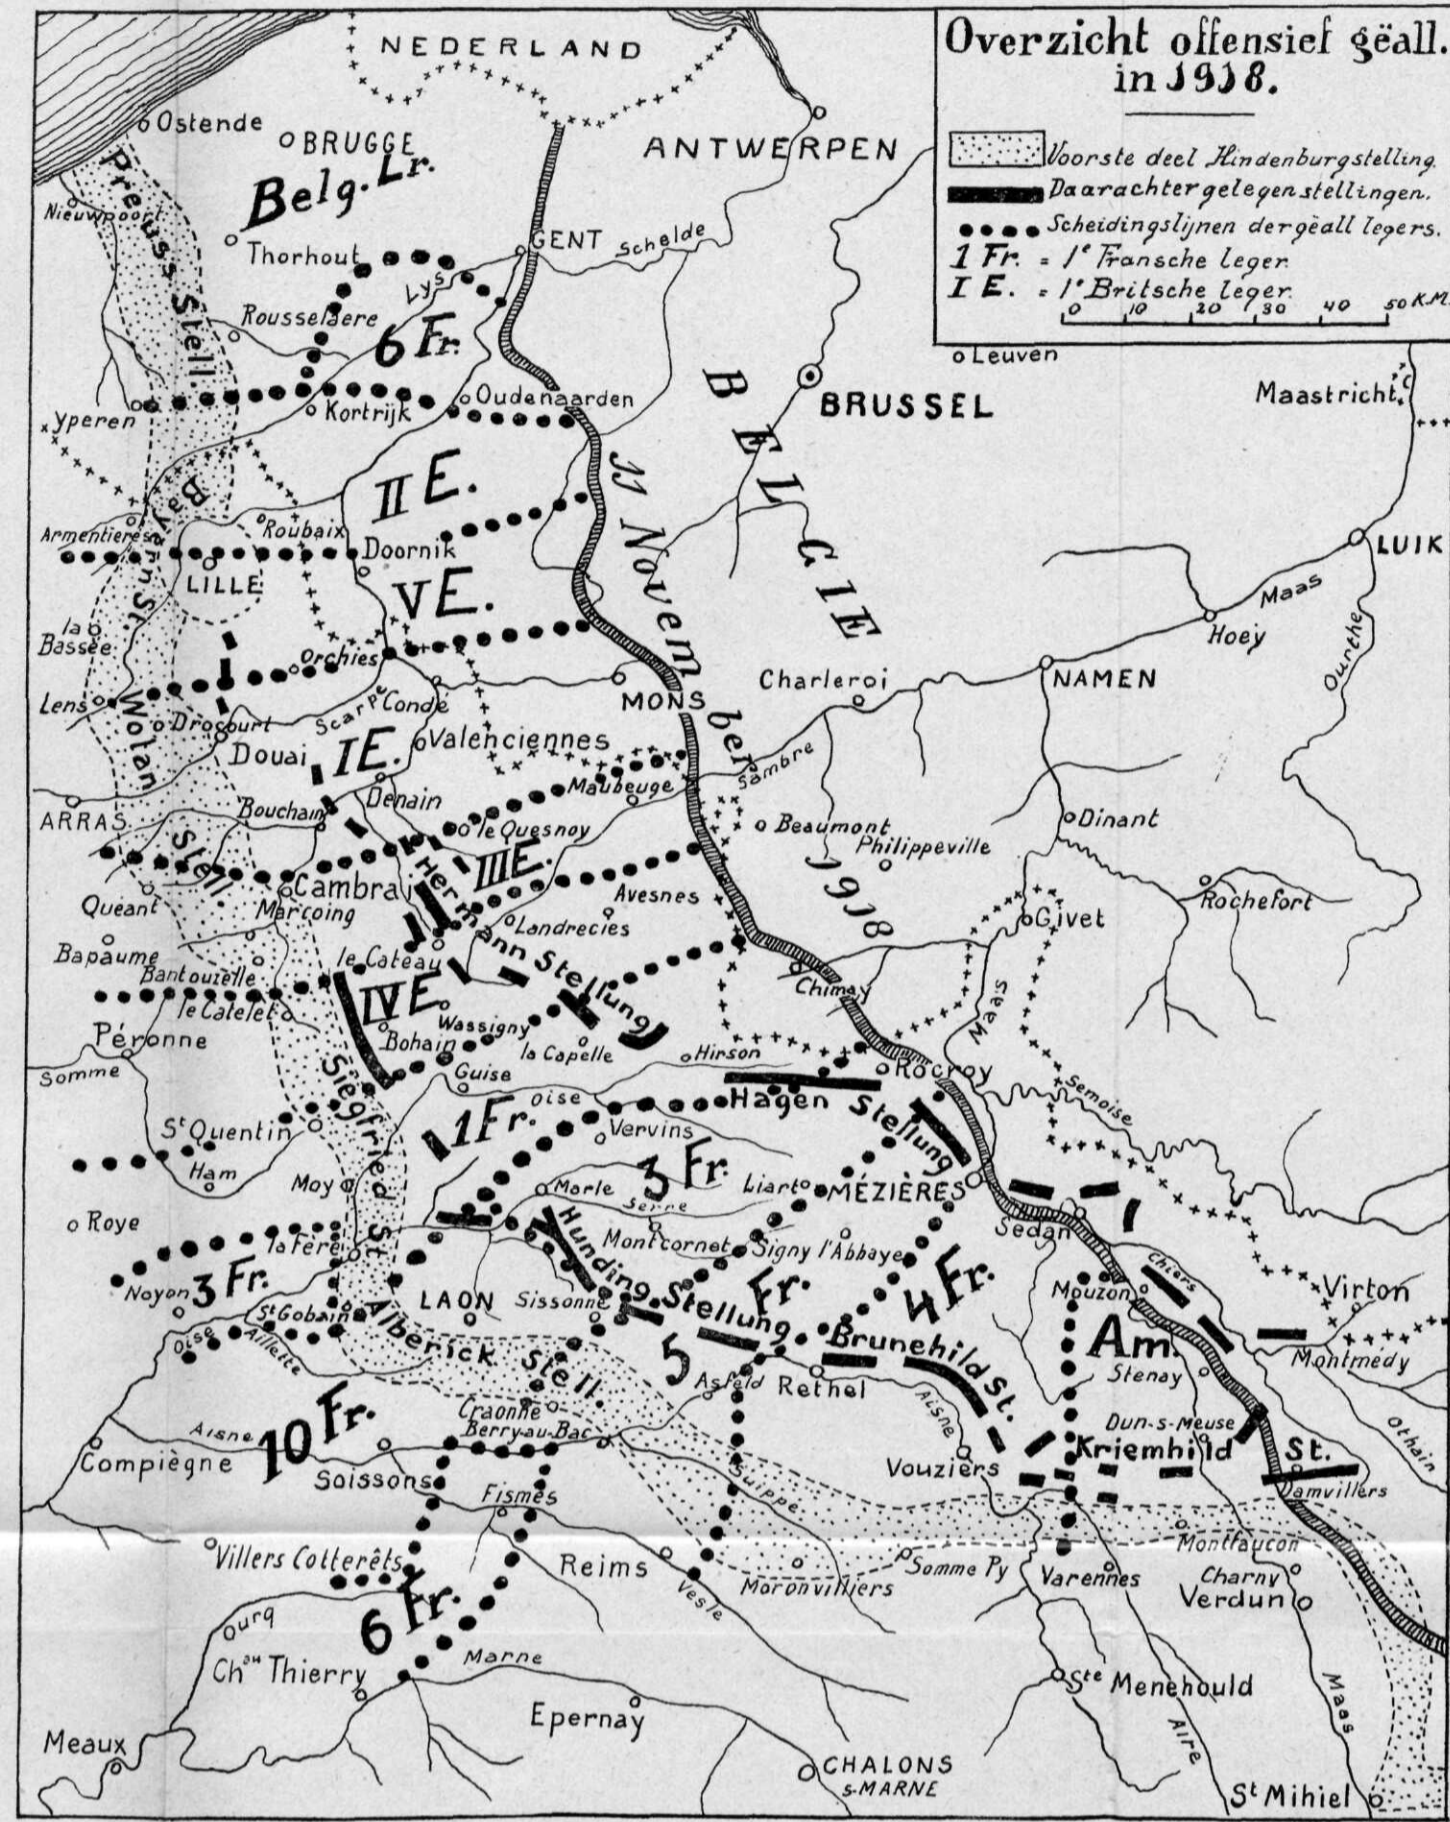 Overzicht offensief gëall.
in 1918.
Voorste deel Hindenburgstelling.
Daarachter gelegen stellingen.
Scheidingslijnen der gëall legers.
1 Fr. = 1e Fransche leger.
I E. = 1e Britsche leger.
0 10 20 30 40 50 K.M.
NEDERLAND
Ostende
BRUGGE
ANTWERPEN
Belg. Lr.
Preuss Stell.
Nieuwpoort
Thorhout
GENT
Schelde
Lys
Rousselaere
6 Fr.
Leuven
BRUSSEL
Maastricht
Yperen
Kortrijk
Oudenaarden
BELGIE
II E.
11 November 1918
Bayern St.
Armentieres
Roubaix
Doornik
LILLE
V E.
LUIK
Maas
Hoey
Ourthe
la Bassée
Orchies
Lens
Wolan Stell.
Drocourt
Scarpe
Condé
MONS
Charleroi
NAMEN
Douai
I E.
Valenciennes
Sambre
Maubeuge
ARRAS
Bouchain
Denain
le Quesnoy
Beaumont
Philippeville
Dinant
III E.
Hermann Stellung
Cambrai
Marcoing
Quéant
Avesnes
Landrecies
Rochefort
Givet
Bapaume
Bantouzelle
le Cateau
le Catelet
IV E.
Chimay
Maas
Péronne
Wassigny
Bohain
la Capelle
Hirson
Somme
Guise
Oise
Rocroy
Semoise
Siegfried St.
Hagen Stellung
St Quentin
1 Fr.
Vervins
3 Fr.
Ham
Moy
Marle
Serre
Liart
MÉZIÈRES
Roye
Sedan
la Fère
Hunding Stellung
Montcornet
Signy l'Abbaye
Noyon
3 Fr.
St Gobain
LAON
Sissonne
5 Fr.
4 Fr.
Mouzon
Chiers
Virton
Oise
Aillette
Alberick Stell.
Brunehild St.
Am.
Stenay
Montmédy
Asfeld
Rethel
Aisne
Craonne
Berry-au-Bac
10 Fr.
Aisne
Dun-s-Meuse
Kriemhild St.
Othain
Compiègne
Soissons
Vouziers
Damvillers
Suippe
Fismes
Montfaucon
Villers Cotterêts
Reims
Moronvilliers
Somme Py
Varennes
Charny
Verdun
Vesle
Ourq
6 Fr.
Marne
Chau Thierry
Ste Menehould
Maas
Epernay
Aire
Meaux
CHALONS
s-MARNE
St Mihiel